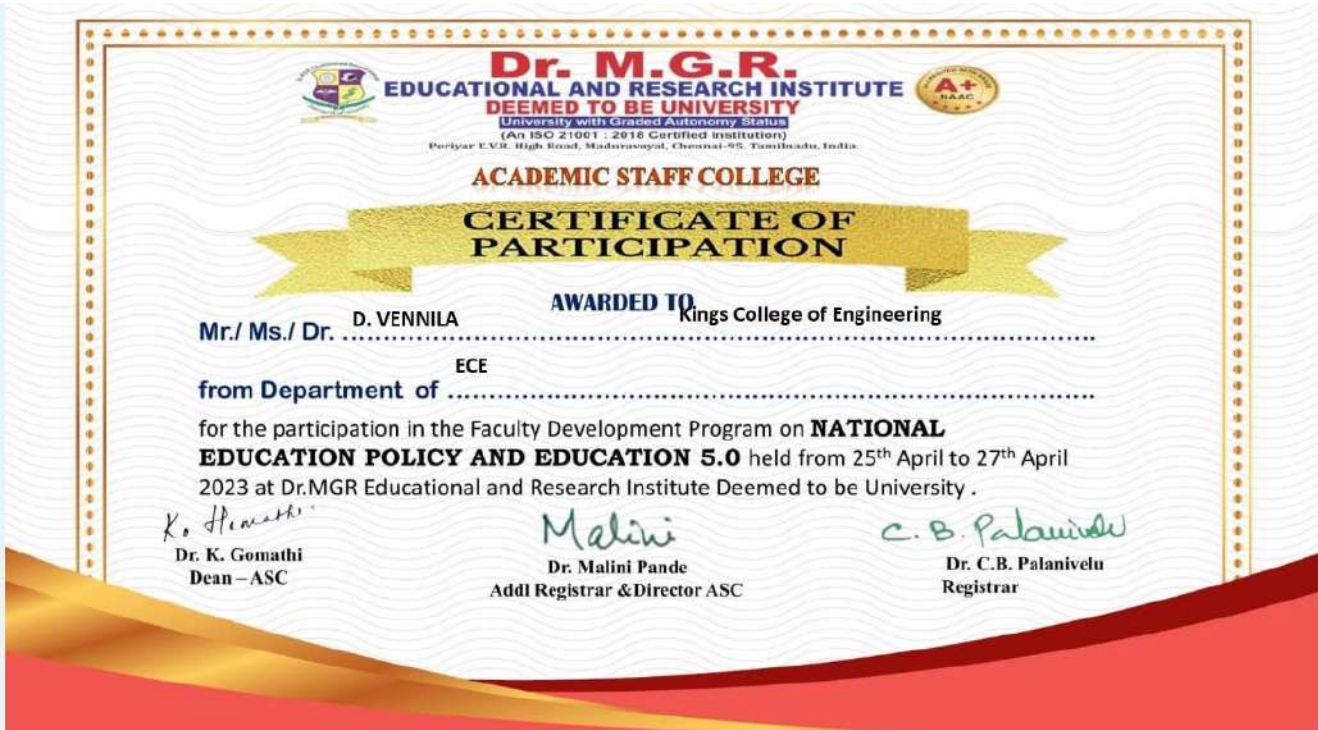 Dr. M.G.R.
EDUCATIONAL AND RESEARCH INSTITUTE
DEEMED TO BE UNIVERSITY
University with Graded Autonomy Status
(An ISO 21001 : 2018 Certified Institution)
Periyar E.V.R. High Road, Maduravoyal, Chennai-95. Tamilnadu, India.
A+
NAAC
ACADEMIC STAFF COLLEGE
CERTIFICATE OF
PARTICIPATION
AWARDED TO
Mr./ Ms./ Dr. D. VENNILA Kings College of Engineering
from Department of ECE
for the participation in the Faculty Development Program on NATIONAL
EDUCATION POLICY AND EDUCATION 5.0 held from 25th April to 27th April
2023 at Dr.MGR Educational and Research Institute Deemed to be University .
Malini
C. B. Palanivelu
Dr. K. Gomathi
Dean – ASC
Dr. Malini Pande
Addl Registrar &Director ASC
Dr. C.B. Palanivelu
Registrar